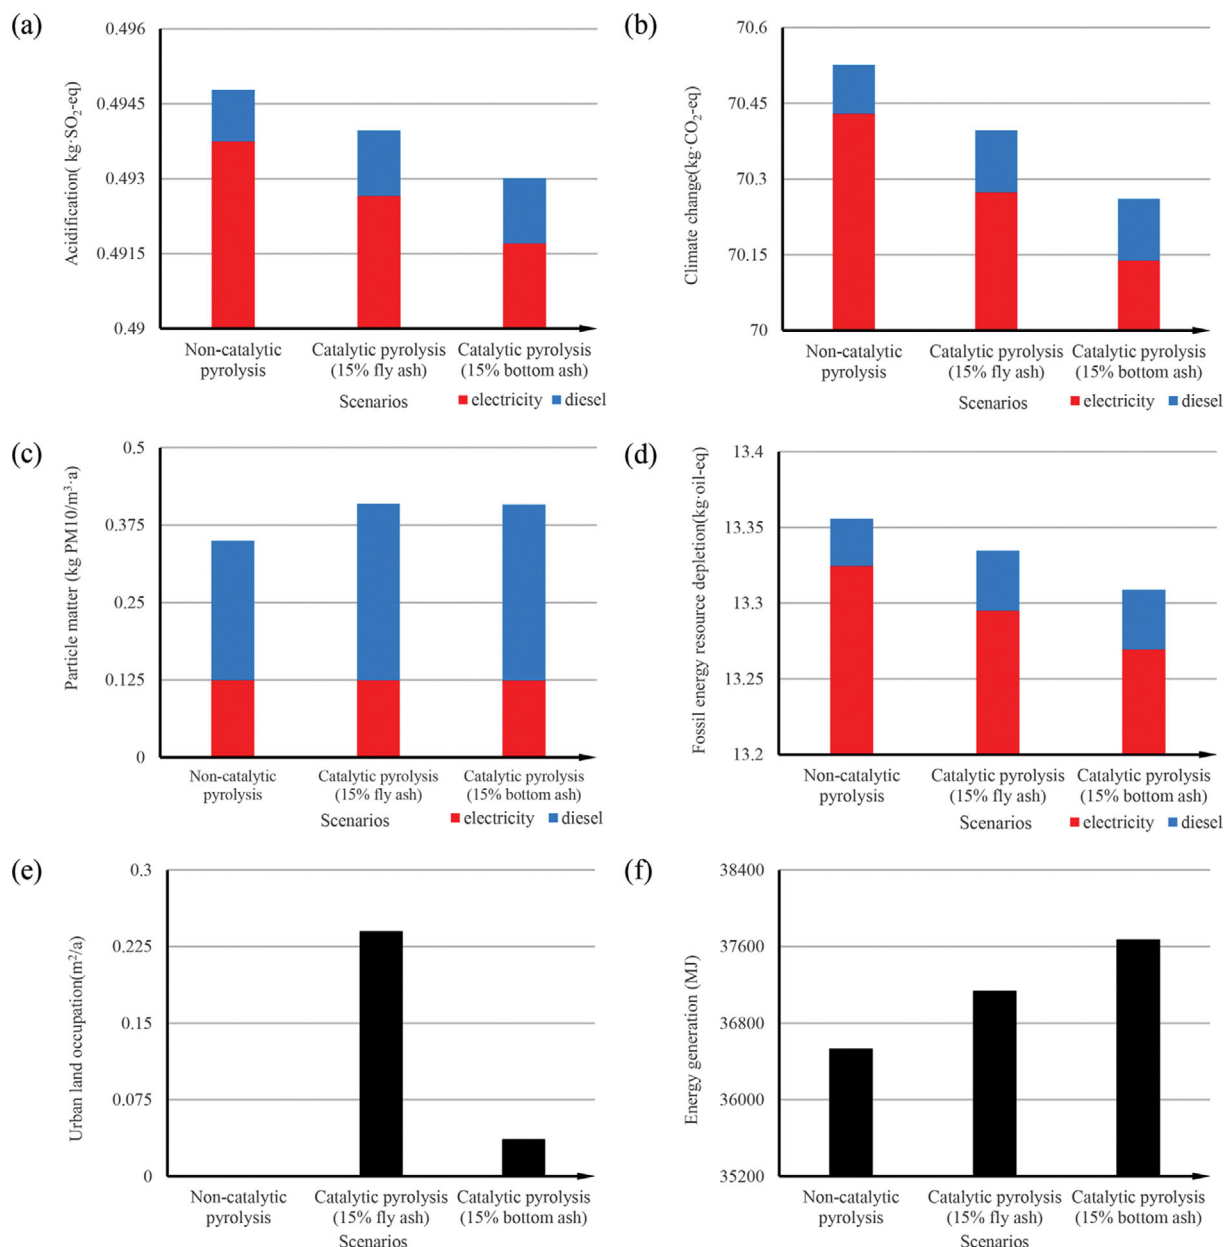 (a)
Acidification( kg·SO₂-eq)
0.496
0.4945
0.493
0.4915
0.49
Non-catalytic
pyrolysis
Catalytic pyrolysis
(15% fly ash)
Catalytic pyrolysis
(15% bottom ash)
Scenarios
electricity
diesel
(b)
Climate change(kg·CO₂-eq)
70.6
70.45
70.3
70.15
70
Non-catalytic
pyrolysis
Catalytic pyrolysis
(15% fly ash)
Catalytic pyrolysis
(15% bottom ash)
Scenarios
electricity
diesel
(c)
Particle matter (kg PM10/m³·a)
0.5
0.375
0.25
0.125
0
Non-catalytic
pyrolysis
Catalytic pyrolysis
(15% fly ash)
Catalytic pyrolysis
(15% bottom ash)
Scenarios
electricity
diesel
(d)
Fossil energy resource depletion(kg·oil-eq)
13.4
13.35
13.3
13.25
13.2
Non-catalytic
pyrolysis
Catalytic pyrolysis
(15% fly ash)
Catalytic pyrolysis
(15% bottom ash)
Scenarios
electricity
diesel
(e)
Urban land occupation(m²/a)
0.3
0.225
0.15
0.075
0
Non-catalytic
pyrolysis
Catalytic pyrolysis
(15% fly ash)
Catalytic pyrolysis
(15% bottom ash)
Scenarios
(f)
Energy generation (MJ)
38400
37600
36800
36000
35200
Non-catalytic
pyrolysis
Catalytic pyrolysis
(15% fly ash)
Catalytic pyrolysis
(15% bottom ash)
Scenarios